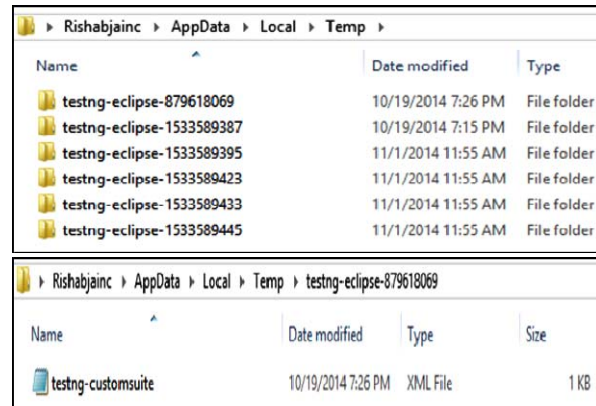 Rishabjainc ▸ AppData ▸ Local ▸ Temp ▸
Name Date modified Type
testng-eclipse-879618069 10/19/2014 7:26 PM File folder
testng-eclipse-1533589387 10/19/2014 7:15 PM File folder
testng-eclipse-1533589395 11/1/2014 11:55 AM File folder
testng-eclipse-1533589423 11/1/2014 11:55 AM File folder
testng-eclipse-1533589433 11/1/2014 11:55 AM File folder
testng-eclipse-1533589445 11/1/2014 11:55 AM File folder
▸ Rishabjainc ▸ AppData ▸ Local ▸ Temp ▸ testng-eclipse-879618069
Name Date modified Type Size
testng-customsuite 10/19/2014 7:26 PM XML File 1 KB